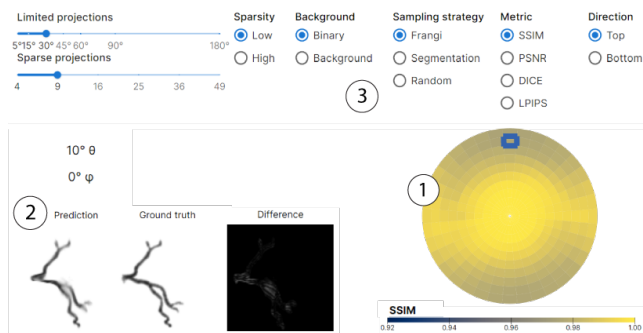 Limited projections
5° 15° 30° 45° 60° 90° 180°
Sparse projections
4 9 16 25 36 49
Sparsity
Low
High
Background
Binary
Background
Sampling strategy
Frangi
Segmentation
Random
Metric
SSIM
PSNR
DICE
LPIPS
Direction
Top
Bottom
3
10° θ
0° φ
2
Prediction Ground truth Difference
1
SSIM
0.92 0.94 0.96 0.98 1.00